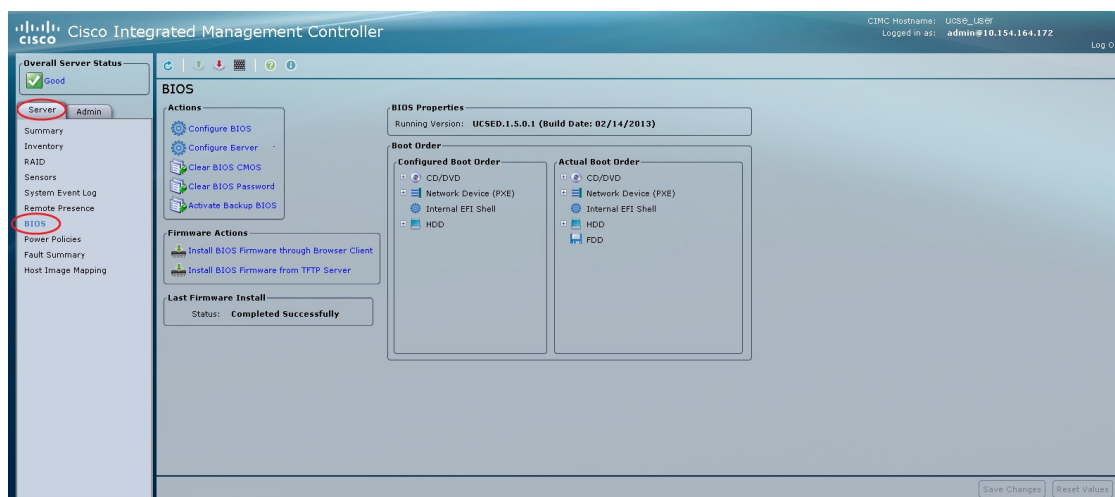 CISCO
Cisco Integrated Management Controller
CIMC Hostname: ucse_user
Logged in as: admin@10.154.164.172
Log O
Overall Server Status
Good
Server
Admin
Summary
Inventory
RAID
Sensors
System Event Log
Remote Presence
BIOS
Power Policies
Fault Summary
Host Image Mapping
BIOS
Actions
Configure BIOS
Configure Berver
Clear BIOS CMOS
Clear BIOS Password
Activate Backup BIOS
Firmware Actions
Install BIOS Firmware through Browser Client
Install BIOS Firmware from TFTP Server
Last Firmware Install
Status: Completed Successfully
BIOS Properties
Running Version: UCSED.1.5.0.1 (Build Date: 02/14/2013)
Boot Order
Configured Boot Order
CD/DVD
Network Device (PXE)
Internal EFI Shell
HDD
Actual Boot Order
CD/DVD
Network Device (PXE)
Internal EFI Shell
HDD
FDD
Save Changes
Reset Values